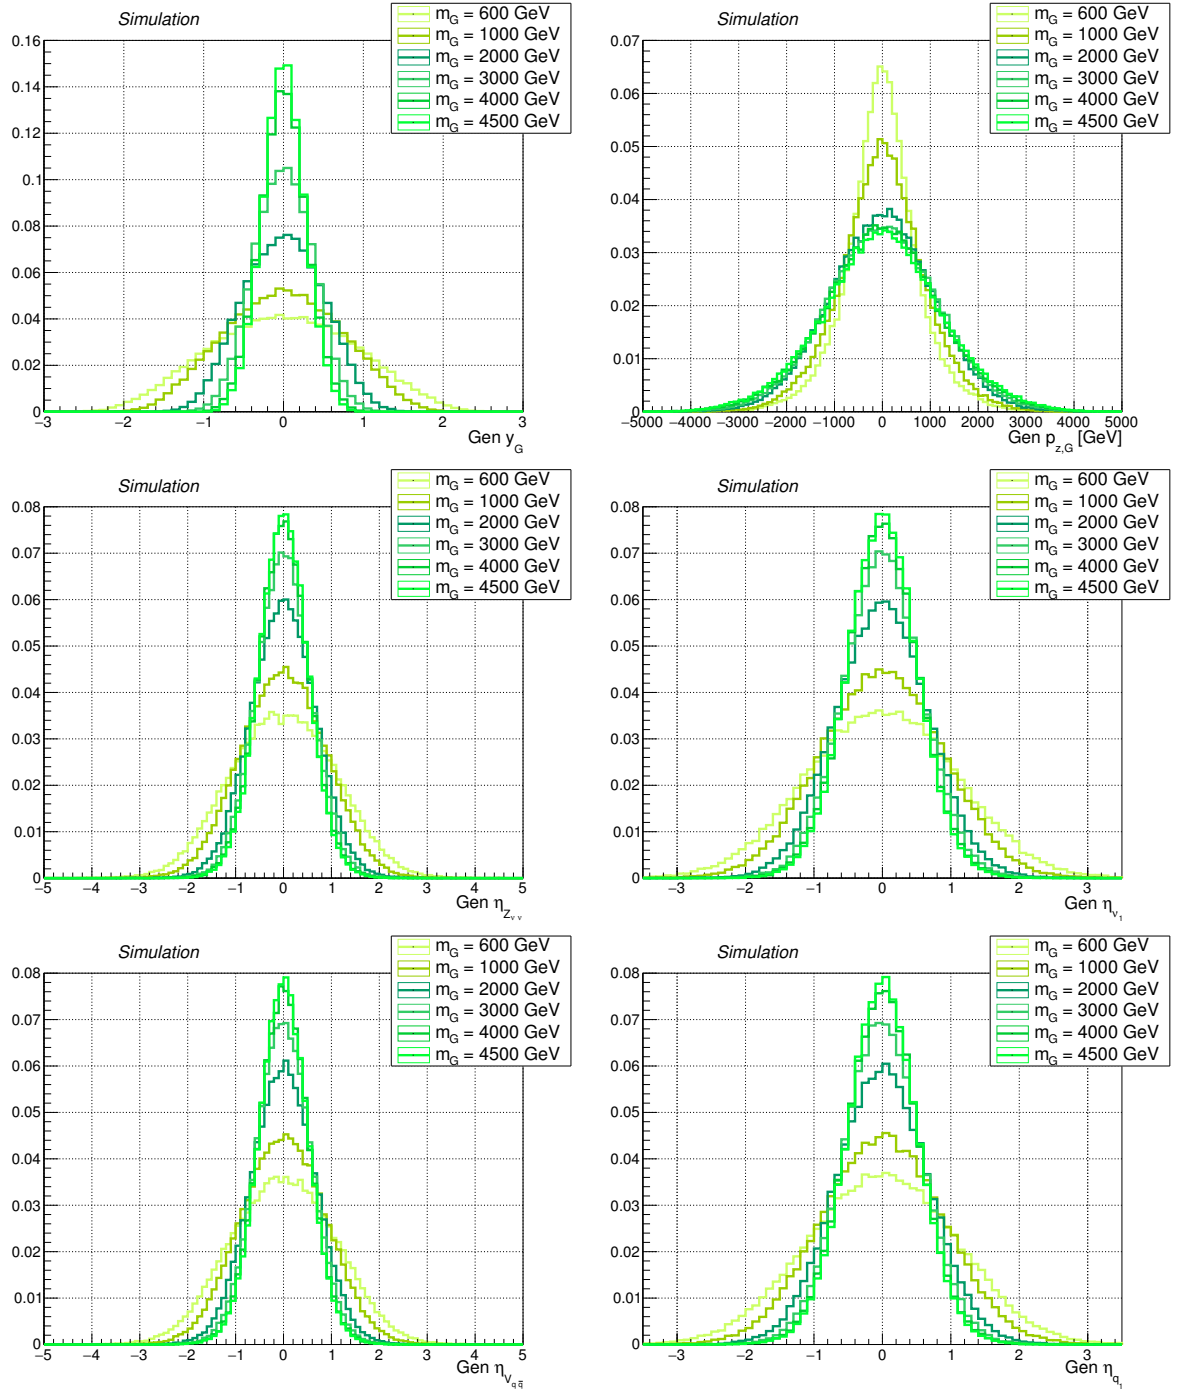 Simulation
m_G = 600 GeV
m_G = 1000 GeV
m_G = 2000 GeV
m_G = 3000 GeV
m_G = 4000 GeV
m_G = 4500 GeV
0.16
0.14
0.12
0.1
0.08
0.06
0.04
0.02
0
−3 −2 −1 0 1 2 3
Gen y_G
Simulation
m_G = 600 GeV
m_G = 1000 GeV
m_G = 2000 GeV
m_G = 3000 GeV
m_G = 4000 GeV
m_G = 4500 GeV
0.07
0.06
0.05
0.04
0.03
0.02
0.01
0
−5000 −4000 −3000 −2000 −1000 0 1000 2000 3000 4000 5000
Gen p_z,G [GeV]
Simulation
m_G = 600 GeV
m_G = 1000 GeV
m_G = 2000 GeV
m_G = 3000 GeV
m_G = 4000 GeV
m_G = 4500 GeV
0.08
0.07
0.06
0.05
0.04
0.03
0.02
0.01
0
−5 −4 −3 −2 −1 0 1 2 3 4 5
Gen η_Z_νν
Simulation
m_G = 600 GeV
m_G = 1000 GeV
m_G = 2000 GeV
m_G = 3000 GeV
m_G = 4000 GeV
m_G = 4500 GeV
0.08
0.07
0.06
0.05
0.04
0.03
0.02
0.01
0
−3 −2 −1 0 1 2 3
Gen η_ν_1
Simulation
m_G = 600 GeV
m_G = 1000 GeV
m_G = 2000 GeV
m_G = 3000 GeV
m_G = 4000 GeV
m_G = 4500 GeV
0.08
0.07
0.06
0.05
0.04
0.03
0.02
0.01
0
−5 −4 −3 −2 −1 0 1 2 3 4 5
Gen η_V_qq̄
Simulation
m_G = 600 GeV
m_G = 1000 GeV
m_G = 2000 GeV
m_G = 3000 GeV
m_G = 4000 GeV
m_G = 4500 GeV
0.08
0.07
0.06
0.05
0.04
0.03
0.02
0.01
0
−3 −2 −1 0 1 2 3
Gen η_q_1